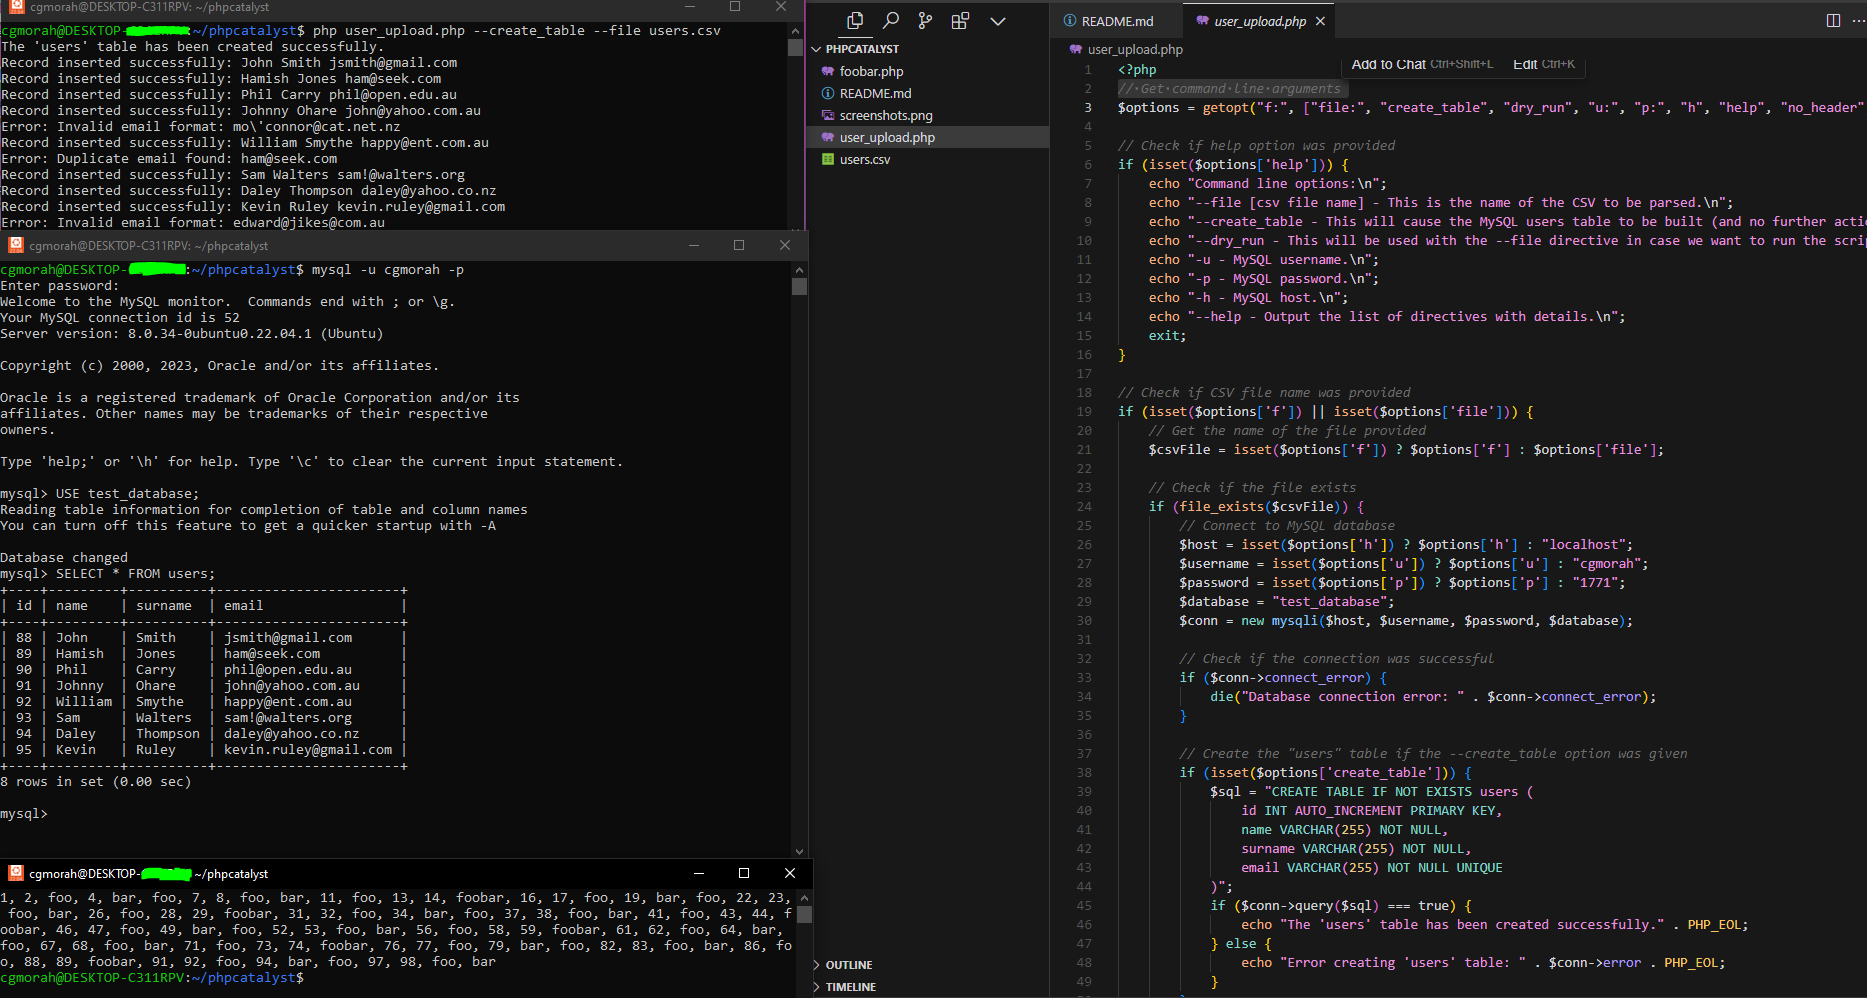 cgmorah@DESKTOP-C311RPV: ~/phpcatalyst
cgmorah@DESKTOP-:~/phpcatalyst$ php user_upload.php --create_table --file users.csv
The 'users' table has been created successfully.
Record inserted successfully: John Smith jsmith@gmail.com
Record inserted successfully: Hamish Jones ham@seek.com
Record inserted successfully: Phil Carry phil@open.edu.au
Record inserted successfully: Johnny Ohare john@yahoo.com.au
Error: Invalid email format: mo\'connor@cat.net.nz
Record inserted successfully: William Smythe happy@ent.com.au
Error: Duplicate email found: ham@seek.com
Record inserted successfully: Sam Walters sam!@walters.org
Record inserted successfully: Daley Thompson daley@yahoo.co.nz
Record inserted successfully: Kevin Ruley kevin.ruley@gmail.com
Error: Invalid email format: edward@jikes@com.au
cgmorah@DESKTOP-C311RPV: ~/phpcatalyst
cgmorah@DESKTOP-:~/phpcatalyst$ mysql -u cgmorah -p
Enter password:
Welcome to the MySQL monitor.  Commands end with ; or \g.
Your MySQL connection id is 52
Server version: 8.0.34-0ubuntu0.22.04.1 (Ubuntu)
Copyright (c) 2000, 2023, Oracle and/or its affiliates.
Oracle is a registered trademark of Oracle Corporation and/or its
affiliates. Other names may be trademarks of their respective
owners.
Type 'help;' or '\h' for help. Type '\c' to clear the current input statement.
mysql> USE test_database;
Reading table information for completion of table and column names
You can turn off this feature to get a quicker startup with -A
Database changed
mysql> SELECT * FROM users;
+----+---------+----------+-----------------------+
| id | name    | surname  | email                 |
+----+---------+----------+-----------------------+
| 88 | John    | Smith    | jsmith@gmail.com      |
| 89 | Hamish  | Jones    | ham@seek.com          |
| 90 | Phil    | Carry    | phil@open.edu.au      |
| 91 | Johnny  | Ohare    | john@yahoo.com.au     |
| 92 | William | Smythe   | happy@ent.com.au      |
| 93 | Sam     | Walters  | sam!@walters.org      |
| 94 | Daley   | Thompson | daley@yahoo.co.nz     |
| 95 | Kevin   | Ruley    | kevin.ruley@gmail.com |
+----+---------+----------+-----------------------+
8 rows in set (0.00 sec)
mysql>
cgmorah@DESKTOP- ~/phpcatalyst
1, 2, foo, 4, bar, foo, 7, 8, foo, bar, 11, foo, 13, 14, foobar, 16, 17, foo, 19, bar, foo, 22, 23,
foo, bar, 26, foo, 28, 29, foobar, 31, 32, foo, 34, bar, foo, 37, 38, foo, bar, 41, foo, 43, 44, f
oobar, 46, 47, foo, 49, bar, foo, 52, 53, foo, bar, 56, foo, 58, 59, foobar, 61, 62, foo, 64, bar,
foo, 67, 68, foo, bar, 71, foo, 73, 74, foobar, 76, 77, foo, 79, bar, foo, 82, 83, foo, bar, 86, fo
o, 88, 89, foobar, 91, 92, foo, 94, bar, foo, 97, 98, foo, bar
cgmorah@DESKTOP-C311RPV:~/phpcatalyst$
PHPCATALYST
foobar.php
README.md
screenshots.png
user_upload.php
users.csv
OUTLINE
TIMELINE
README.md
user_upload.php
user_upload.php
Add to Chat Ctrl+Shift+L Edit Ctrl+K
1 <?php
2 // Get command line arguments
3 $options = getopt("f:", ["file:", "create_table", "dry_run", "u:", "p:", "h", "help", "no_header"
4
5 // Check if help option was provided
6 if (isset($options['help'])) {
7 echo "Command line options:\n";
8 echo "--file [csv file name] - This is the name of the CSV to be parsed.\n";
9 echo "--create_table - This will cause the MySQL users table to be built (and no further actio
10 echo "--dry_run - This will be used with the --file directive in case we want to run the scrip
11 echo "-u - MySQL username.\n";
12 echo "-p - MySQL password.\n";
13 echo "-h - MySQL host.\n";
14 echo "--help - Output the list of directives with details.\n";
15 exit;
16 }
17
18 // Check if CSV file name was provided
19 if (isset($options['f']) || isset($options['file'])) {
20 // Get the name of the file provided
21 $csvFile = isset($options['f']) ? $options['f'] : $options['file'];
22
23 // Check if the file exists
24 if (file_exists($csvFile)) {
25 // Connect to MySQL database
26 $host = isset($options['h']) ? $options['h'] : "localhost";
27 $username = isset($options['u']) ? $options['u'] : "cgmorah";
28 $password = isset($options['p']) ? $options['p'] : "1771";
29 $database = "test_database";
30 $conn = new mysqli($host, $username, $password, $database);
31
32 // Check if the connection was successful
33 if ($conn->connect_error) {
34 die("Database connection error: " . $conn->connect_error);
35 }
36
37 // Create the "users" table if the --create_table option was given
38 if (isset($options['create_table'])) {
39 $sql = "CREATE TABLE IF NOT EXISTS users (
40 id INT AUTO_INCREMENT PRIMARY KEY,
41 name VARCHAR(255) NOT NULL,
42 surname VARCHAR(255) NOT NULL,
43 email VARCHAR(255) NOT NULL UNIQUE
44 )";
45 if ($conn->query($sql) === true) {
46 echo "The 'users' table has been created successfully." . PHP_EOL;
47 } else {
48 echo "Error creating 'users' table: " . $conn->error . PHP_EOL;
49 }